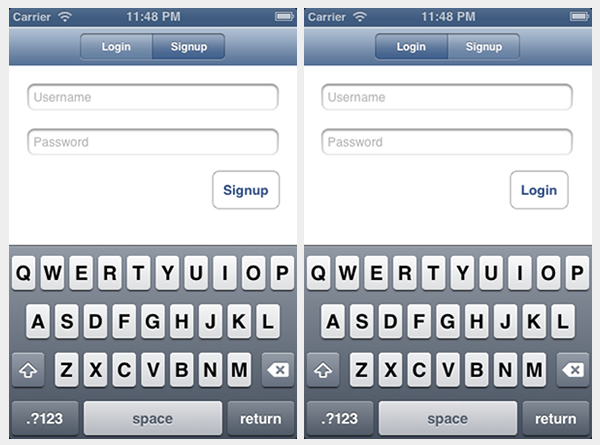 Carrier 11:48 PM
Login Signup
Username
Password
Signup
Q W E R T Y U I O P
A S D F G H J K L
Z X C V B N M
.?123 space return
Carrier 11:48 PM
Login Signup
Username
Password
Login
Q W E R T Y U I O P
A S D F G H J K L
Z X C V B N M
.?123 space return